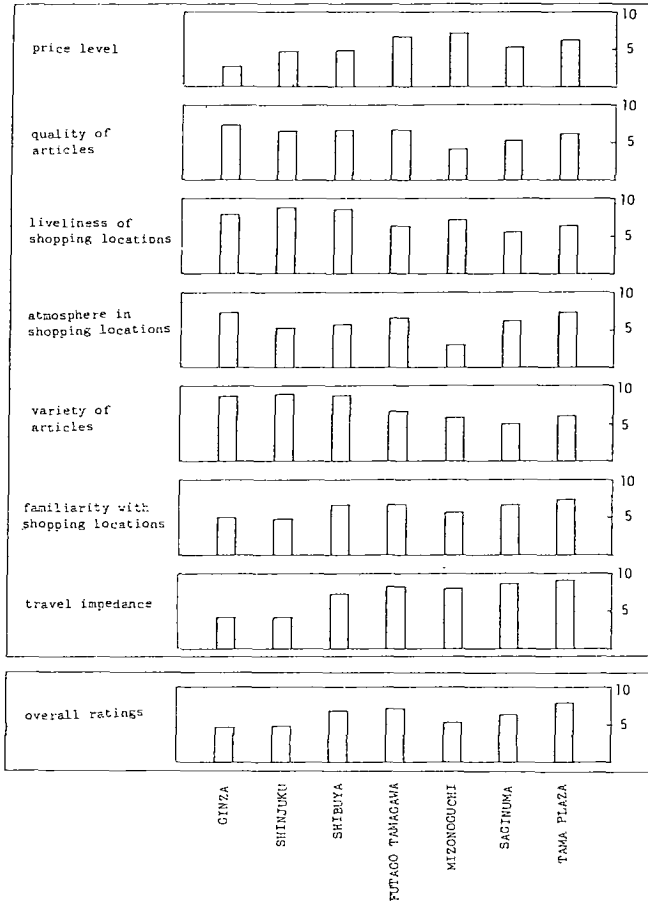 price level
10
5
quality of
articles
10
5
liveliness of
shopping locations
10
5
atmosphere in
shopping locations
10
5
variety of
articles
10
5
familiarity with
shopping locations
10
5
travel impedance
10
5
overall ratings
10
5
GINZA
SHINJUKU
SHIBUYA
FUTAGO TAMAGAWA
MIZONOGUCHI
SAGINUMA
TAMA PLAZA